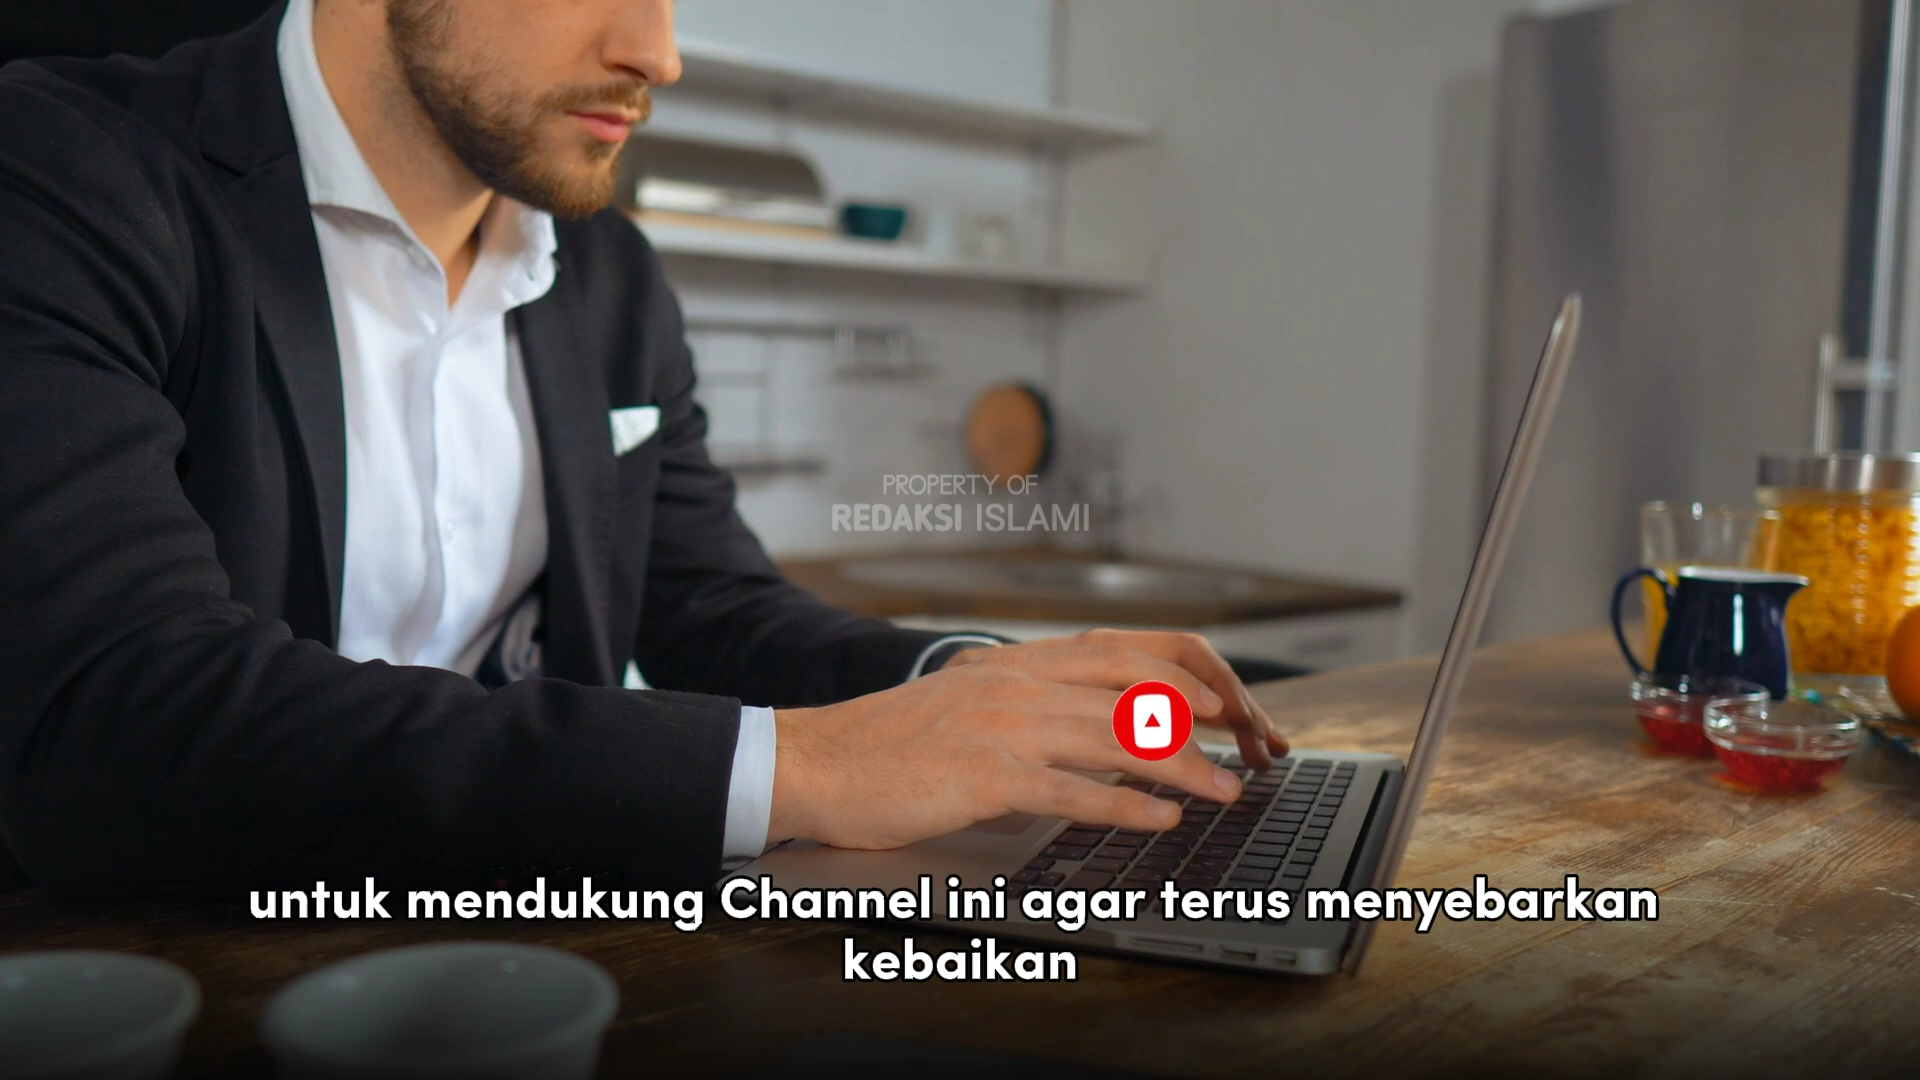 PROPERTY OF
REDAKSI ISLAMI
untuk mendukung Channel ini agar terus menyebarkan
kebaikan